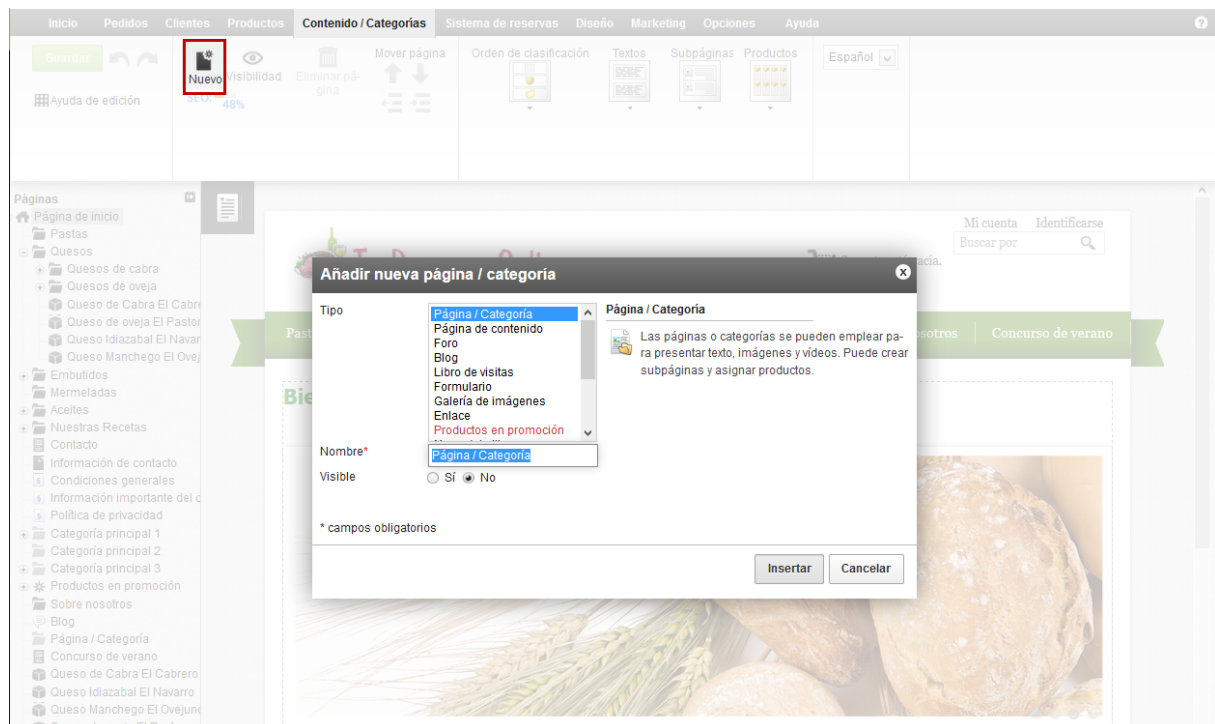 Inicio Pedidos Clientes Productos Contenido / Categorías Sistema de reservas Diseño Marketing Opciones Ayuda
Guardar
Nuevo
Visibilidad
Eliminar pá-
gina
Mover página
Orden de clasificación
Textos
Subpáginas
Productos
Español
Ayuda de edición
SEO:
48%
Páginas
Página de inicio
Pastas
Quesos
Quesos de cabra
Quesos de oveja
Queso de Cabra El Cabre
Queso de oveja El Pastor
Queso Idiazabal El Navar
Queso Manchego El Ovej
Embutidos
Mermeladas
Aceites
Nuestras Recetas
Contacto
Información de contacto
Condiciones generales
Información importante del c
Política de privacidad
Categoría principal 1
Categoría principal 2
Categoría principal 3
Productos en promoción
Sobre nosotros
Blog
Página / Categoría
Concurso de verano
Queso de Cabra El Cabrero
Queso Idiazabal El Navarro
Queso Manchego El Ovejun
Mi cuenta Identificarse
Buscar por
acía.
Past
osotros
Concurso de verano
Bie
Añadir nueva página / categoría
Tipo
Página / Categoría
Página de contenido
Foro
Blog
Libro de visitas
Formulario
Galería de imágenes
Enlace
Productos en promoción
Página / Categoría
Las páginas o categorías se pueden emplear pa-
ra presentar texto, imágenes y vídeos. Puede crear
subpáginas y asignar productos.
Nombre*
Página / Categoría
Visible
Sí No
* campos obligatorios
Insertar Cancelar